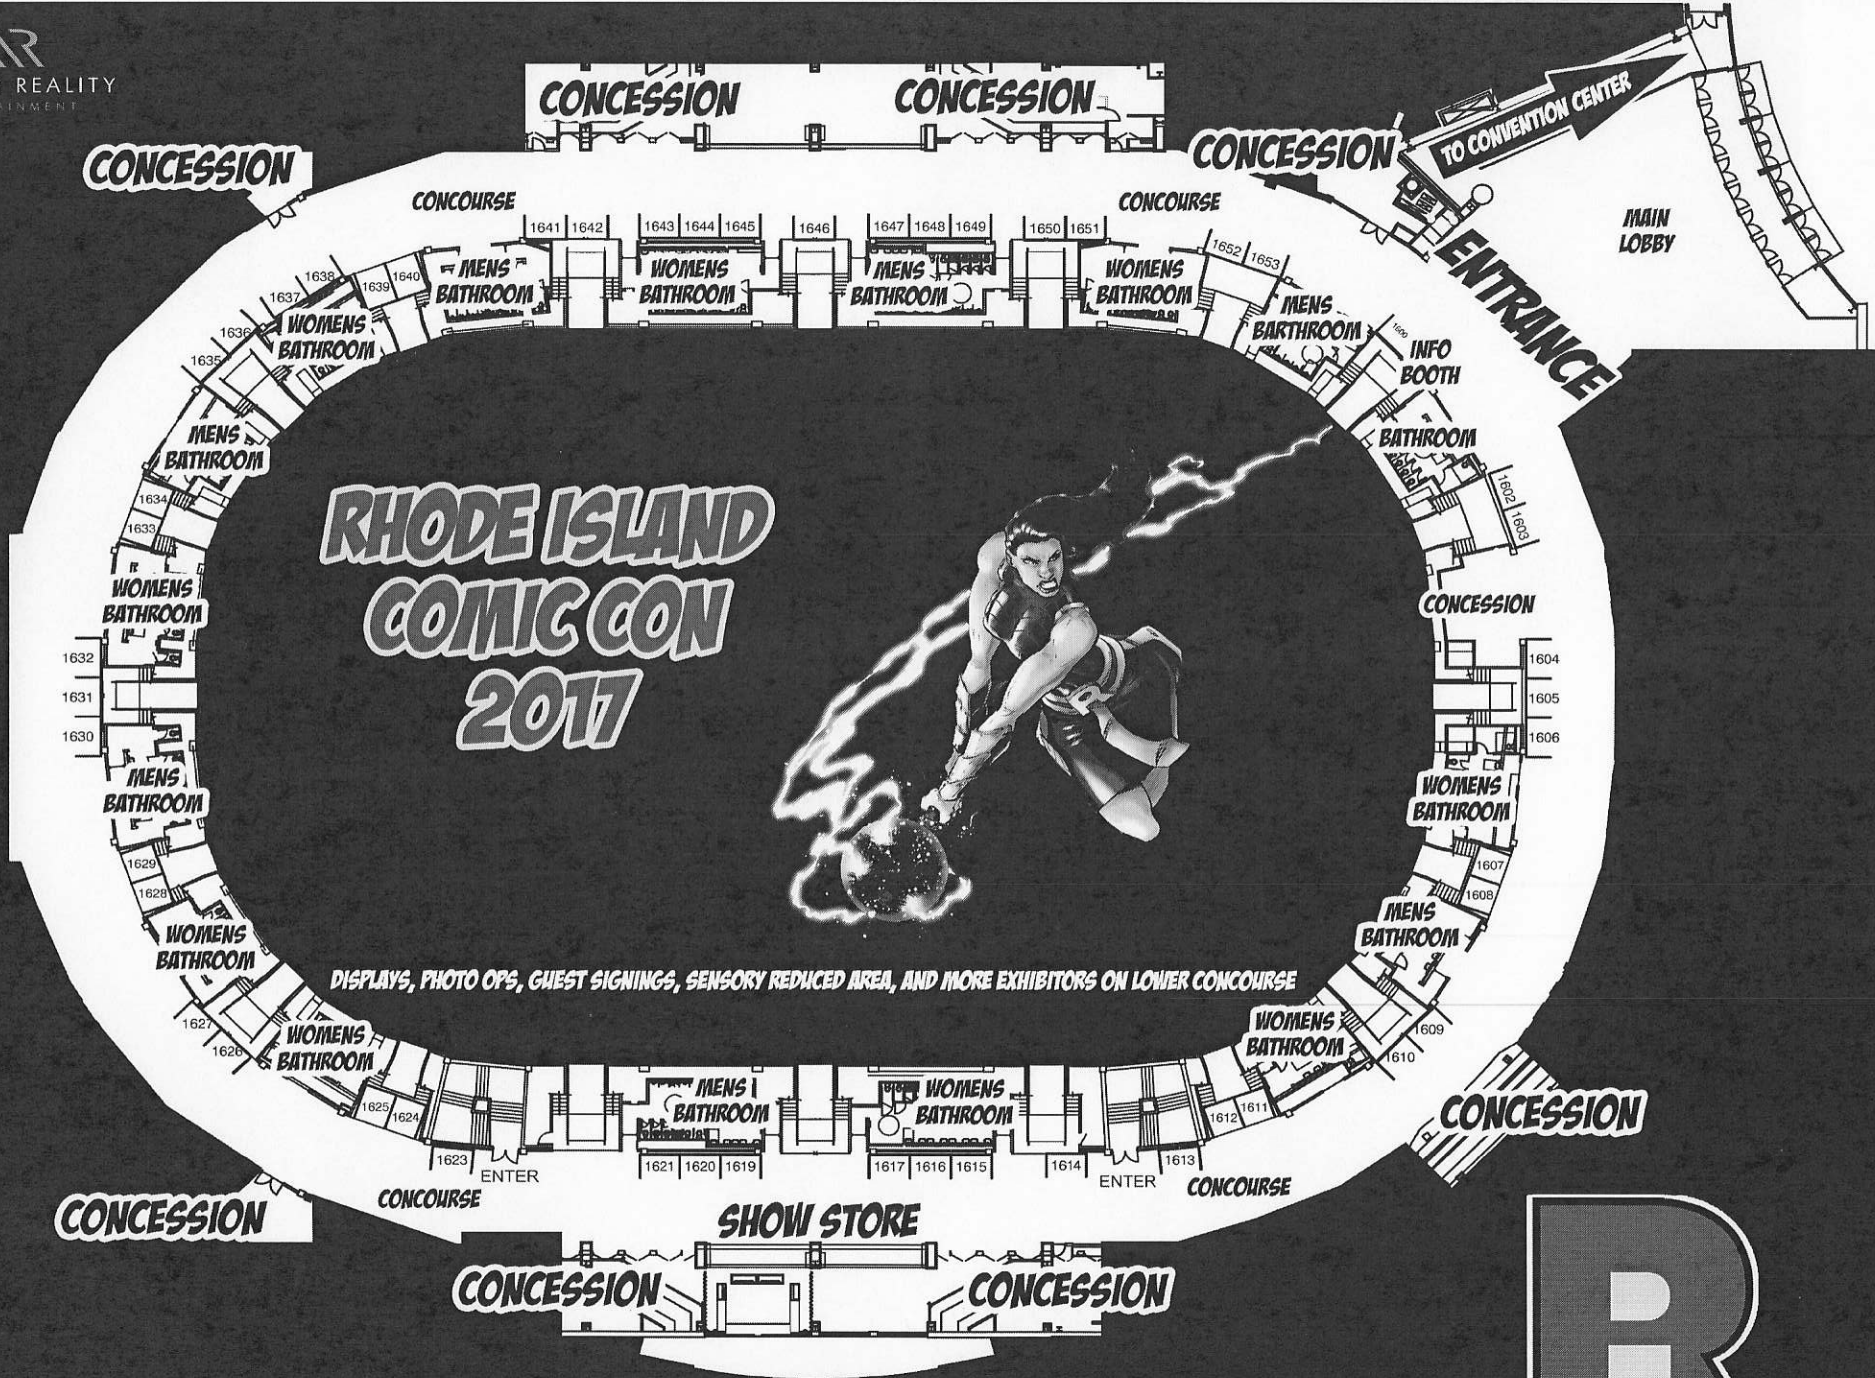 AR
REALITY
AINMENT
CONCESSION
CONCESSION
CONCESSION
CONCESSION
TO CONVENTION CENTER
MAIN
LOBBY
ENTRANCE
CONCOURSE
CONCOURSE
1641 1642 1643 1644 1645 1646 1647 1648 1649 1650 1651
1652 1653
MENS
BATHROOM
WOMENS
BATHROOM
MENS
BATHROOM
WOMENS
BATHROOM
MENS
BARTHROOM
1600
INFO
BOOTH
BATHROOM
1640
1639
1638
1637
WOMENS
BATHROOM
1636
1635
MENS
BATHROOM
1634
1633
WOMENS
BATHROOM
1632
1631
1630
MENS
BATHROOM
1629
1628
WOMENS
BATHROOM
1627
1626
WOMENS
BATHROOM
1625
1624
RHODE ISLAND
COMIC CON
2017
DISPLAYS, PHOTO OPS, GUEST SIGNINGS, SENSORY REDUCED AREA, AND MORE EXHIBITORS ON LOWER CONCOURSE
1602
1603
CONCESSION
1604
1605
1606
WOMENS
BATHROOM
1607
1608
MENS
BATHROOM
1609
1610
WOMENS
BATHROOM
1611
1612
CONCESSION
MENS
BATHROOM
WOMENS
BATHROOM
1623
ENTER
1621 1620 1619
1617 1616 1615
1614
ENTER
1613
CONCOURSE
CONCOURSE
CONCESSION
SHOW STORE
CONCESSION
CONCESSION
R